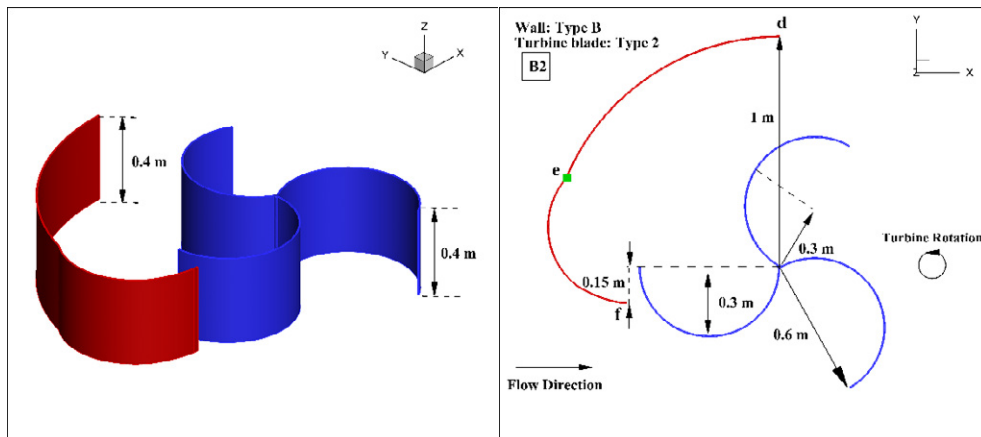 Z
Y
X
0.4 m
0.4 m
Wall: Type B
Turbine blade: Type 2
B2
d
Y
Z
X
1 m
e
Turbine Rotation
0.3 m
0.15 m
0.3 m
f
0.6 m
Flow Direction